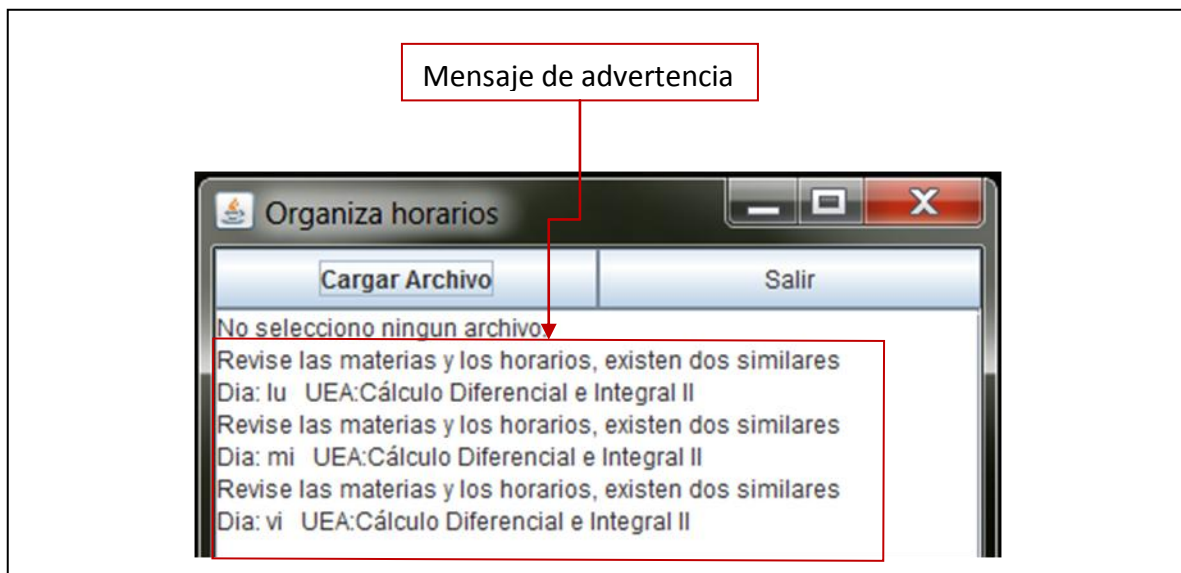 Mensaje de advertencia
Organiza horarios
Cargar Archivo
Salir
No selecciono ningun archivo.
Revise las materias y los horarios, existen dos similares
Dia: lu UEA:Cálculo Diferencial e Integral II
Revise las materias y los horarios, existen dos similares
Dia: mi UEA:Cálculo Diferencial e Integral II
Revise las materias y los horarios, existen dos similares
Dia: vi UEA:Cálculo Diferencial e Integral II